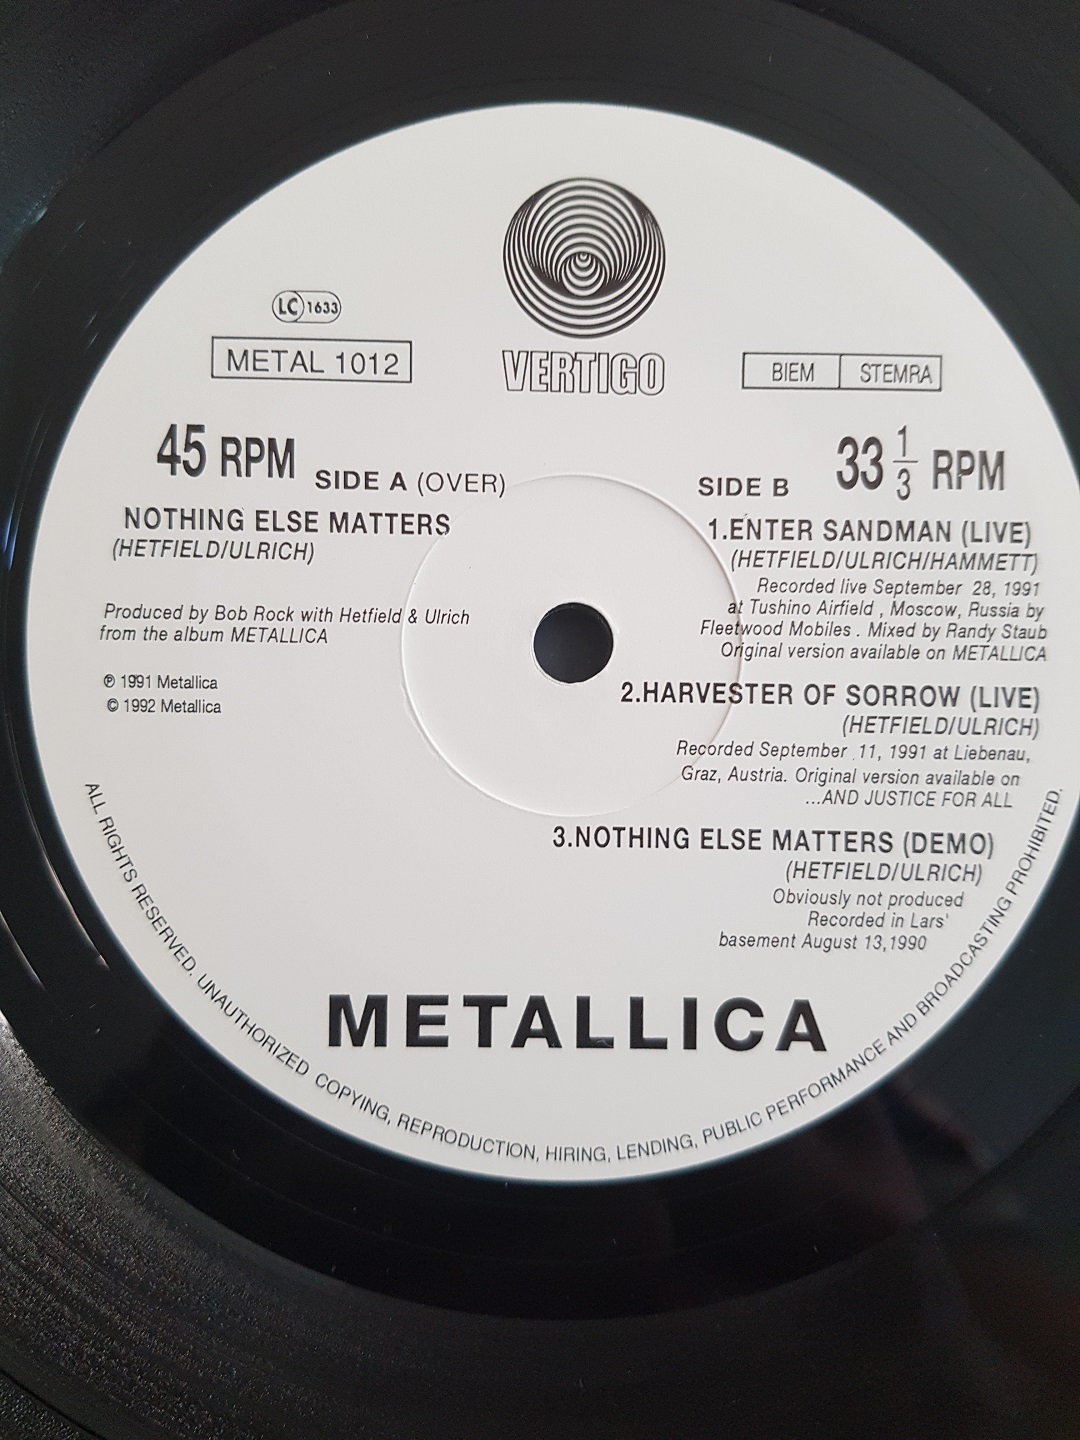 LC 1633
METAL 1012
VERTIGO
BIEM STEMRA
45 RPM
SIDE A (OVER)
NOTHING ELSE MATTERS
(HETFIELD/ULRICH)
Produced by Bob Rock with Hetfield & Ulrich
from the album METALLICA
℗ 1991 Metallica
© 1992 Metallica
SIDE B
33 1/3 RPM
1.ENTER SANDMAN (LIVE)
(HETFIELD/ULRICH/HAMMETT)
Recorded live September 28, 1991
at Tushino Airfield , Moscow, Russia by
Fleetwood Mobiles . Mixed by Randy Staub
Original version available on METALLICA
2.HARVESTER OF SORROW (LIVE)
(HETFIELD/ULRICH)
Recorded September 11, 1991 at Liebenau,
Graz, Austria. Original version available on
...AND JUSTICE FOR ALL
3.NOTHING ELSE MATTERS (DEMO)
(HETFIELD/ULRICH)
Obviously not produced
Recorded in Lars'
basement August 13,1990
METALLICA
ALL RIGHTS RESERVED. UNAUTHORIZED COPYING, REPRODUCTION, HIRING, LENDING, PUBLIC PERFORMANCE AND BROADCASTING PROHIBITED.